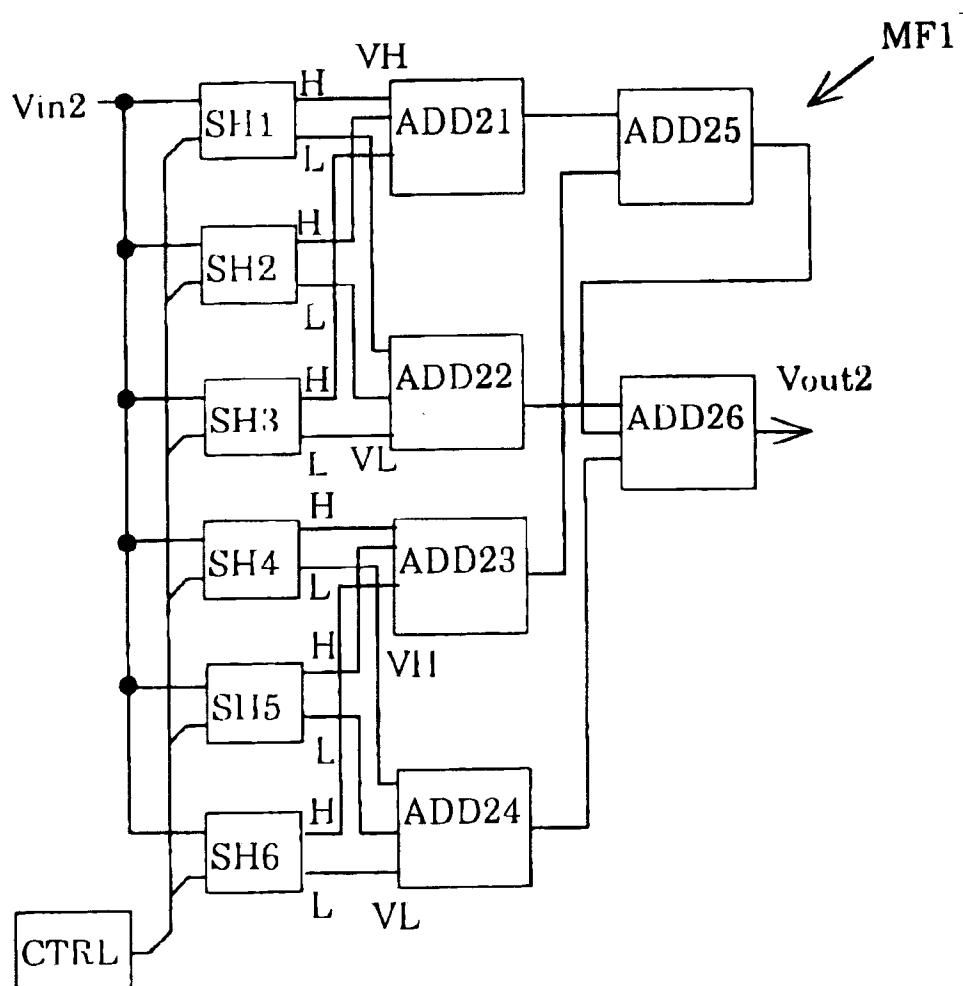 MF1
VH
Vin2
H
SH1
L
ADD21
ADD25
H
SH2
L
ADD22
H
SH3
L
VL
Vout2
ADD26
H
SH4
L
ADD23
VH
H
SH5
L
ADD24
H
SH6
L
VL
CTRL